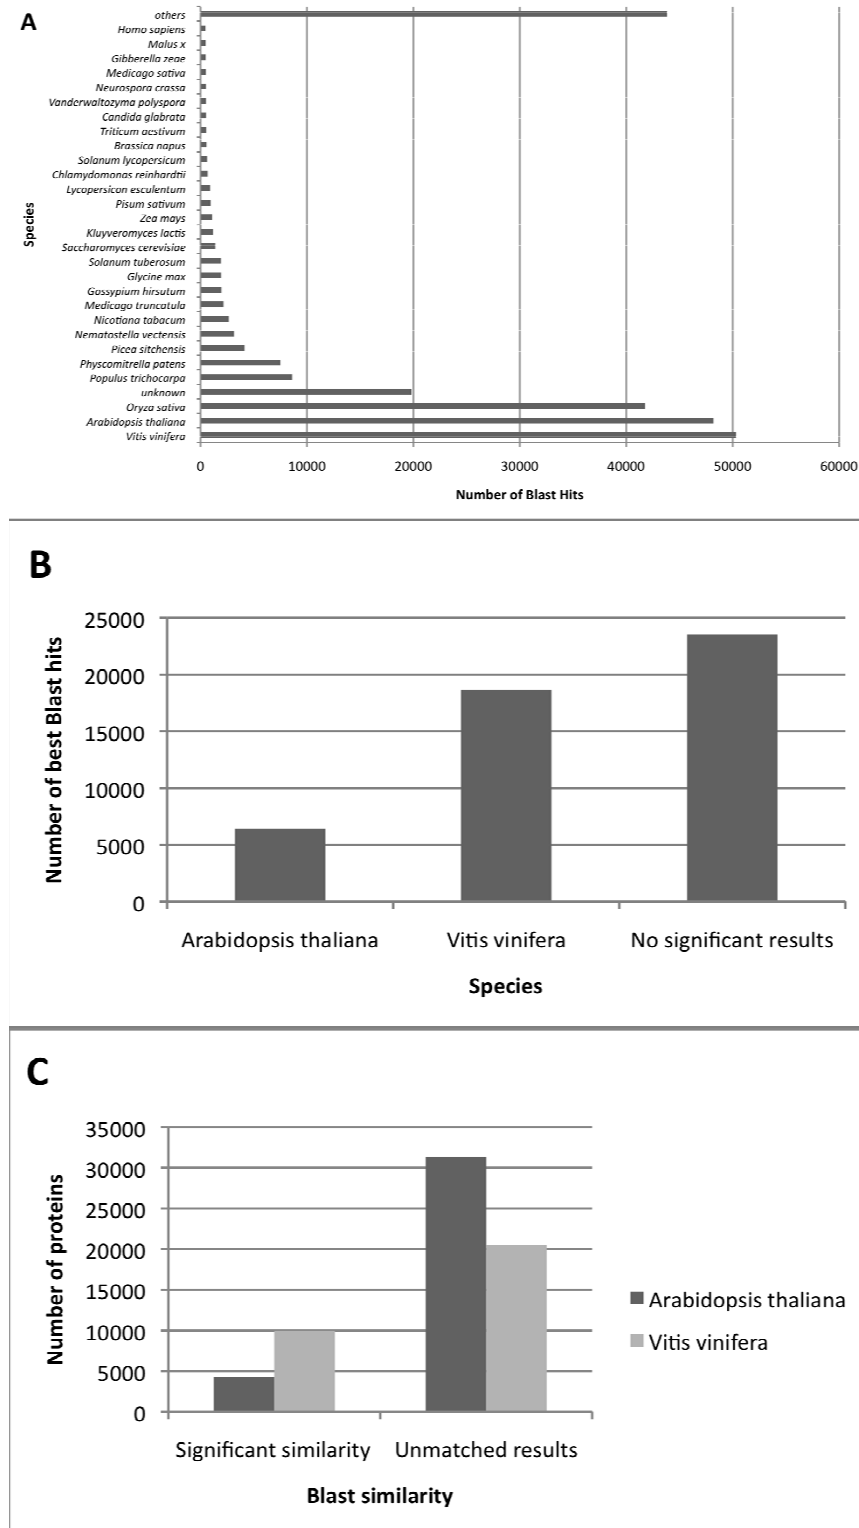 A
others
Homo sapiens
Malus x
Gibberella zeae
Medicago sativa
Neurospora crassa
Vanderwaltozyma polyspora
Candida glabrata
Triticum aestivum
Brassica napus
Solanum lycopersicum
Chlamydomonas reinhardtii
Lycopersicon esculentum
Pisum sativum
Zea mays
Kluyveromyces lactis
Saccharomyces cerevisiae
Solanum tuberosum
Glycine max
Gossypium hirsutum
Medicago truncatula
Nicotiana tabacum
Nematostella vectensis
Picea sitchensis
Physcomitrella patens
Populus trichocarpa
unknown
Oryza sativa
Arabidopsis thaliana
Vitis vinifera
Species
0 10000 20000 30000 40000 50000 60000
Number of Blast Hits
B
Number of best Blast hits
25000
20000
15000
10000
5000
0
Arabidopsis thaliana Vitis vinifera No significant results
Species
C
Number of proteins
35000
30000
25000
20000
15000
10000
5000
0
Significant similarity Unmatched results
Blast similarity
Arabidopsis thaliana
Vitis vinifera